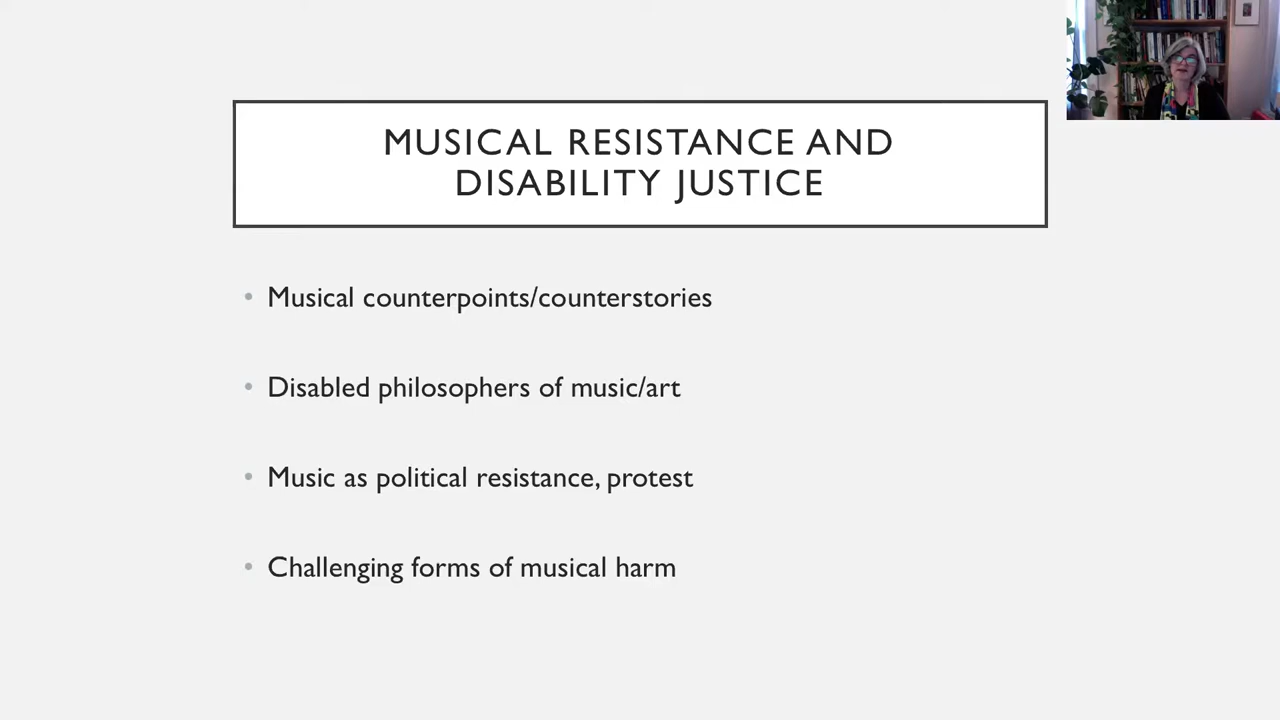 MUSICAL RESISTANCE AND
DISABILITY JUSTICE
• Musical counterpoints/counterstories
• Disabled philosophers of music/art
• Music as political resistance, protest
• Challenging forms of musical harm